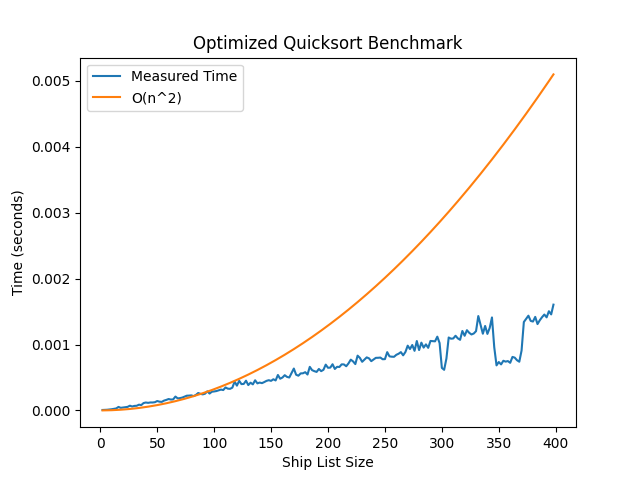 Optimized Quicksort Benchmark
Measured Time
O(n^2)
0.005
0.004
0.003
0.002
0.001
0.000
Time (seconds)
0 50 100 150 200 250 300 350 400
Ship List Size